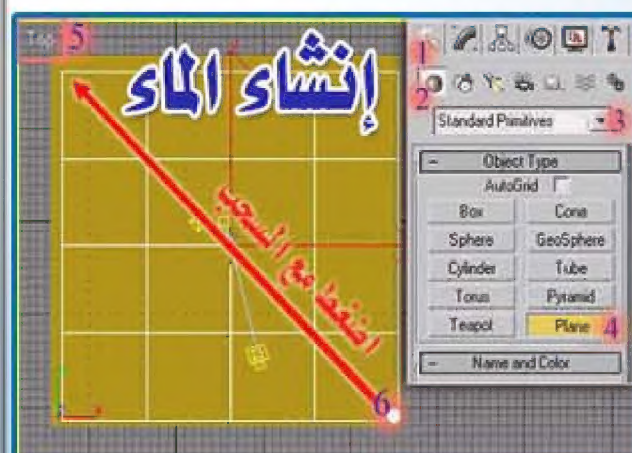 Top 5
إنشاء الماء
اضغط مع السحب
6
1
2
Standard Primitives 3
- Object Type
AutoGrid
Box Cone
Sphere GeoSphere
Cylinder Tube
Torus Pyramid
Teapot Plane 4
- Name and Color